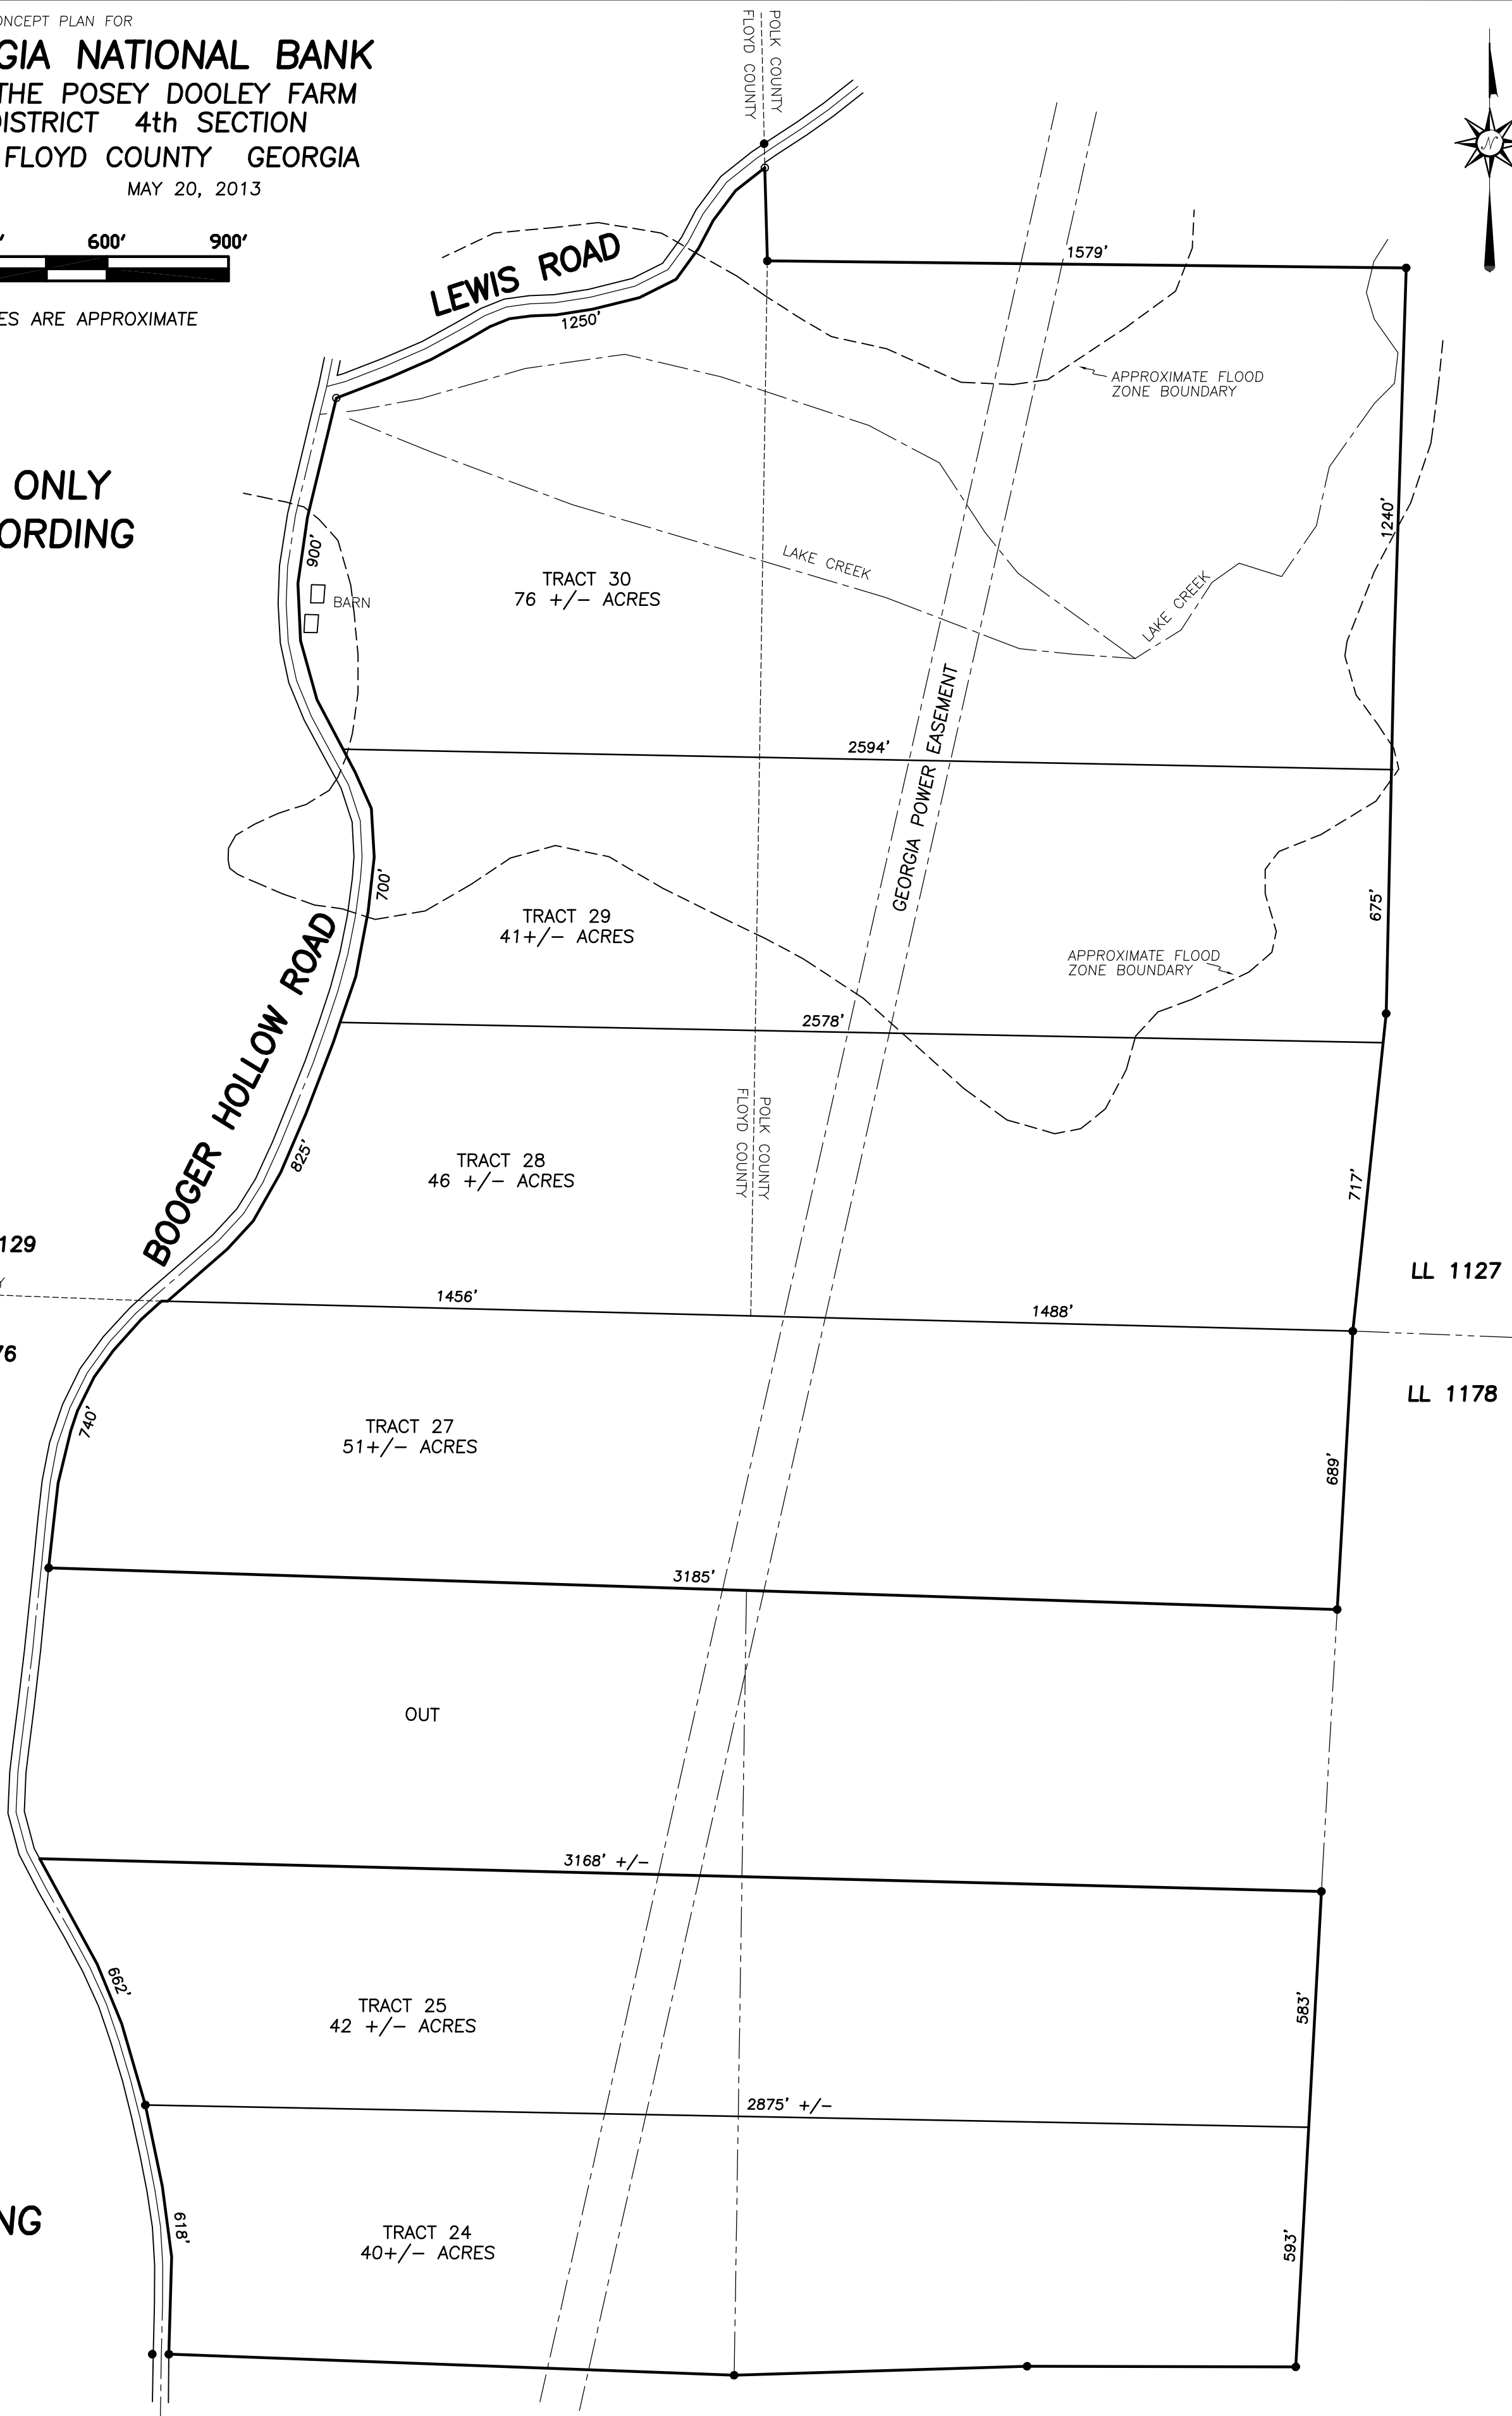 ONCEPT PLAN FOR
GIA NATIONAL BANK
THE POSEY DOOLEY FARM
DISTRICT 4th SECTION
FLOYD COUNTY GEORGIA
MAY 20, 2013
600' 900'
ES ARE APPROXIMATE
POLK COUNTY
FLOYD COUNTY
N
LEWIS ROAD
1250'
1579'
APPROXIMATE FLOOD
ZONE BOUNDARY
ONLY
ORDING
900'
BARN
TRACT 30
76 +/- ACRES
LAKE CREEK
LAKE CREEK
1240'
GEORGIA POWER EASEMENT
2594'
700'
TRACT 29
41+/- ACRES
675'
APPROXIMATE FLOOD
ZONE BOUNDARY
BOOGER HOLLOW ROAD
2578'
825'
TRACT 28
46 +/- ACRES
POLK COUNTY
FLOYD COUNTY
717'
129
Y
LL 1127
1456'
1488'
76
LL 1178
740'
TRACT 27
51+/- ACRES
689'
3185'
OUT
3168' +/-
662'
TRACT 25
42 +/- ACRES
583'
2875' +/-
NG
618'
TRACT 24
40+/- ACRES
593'